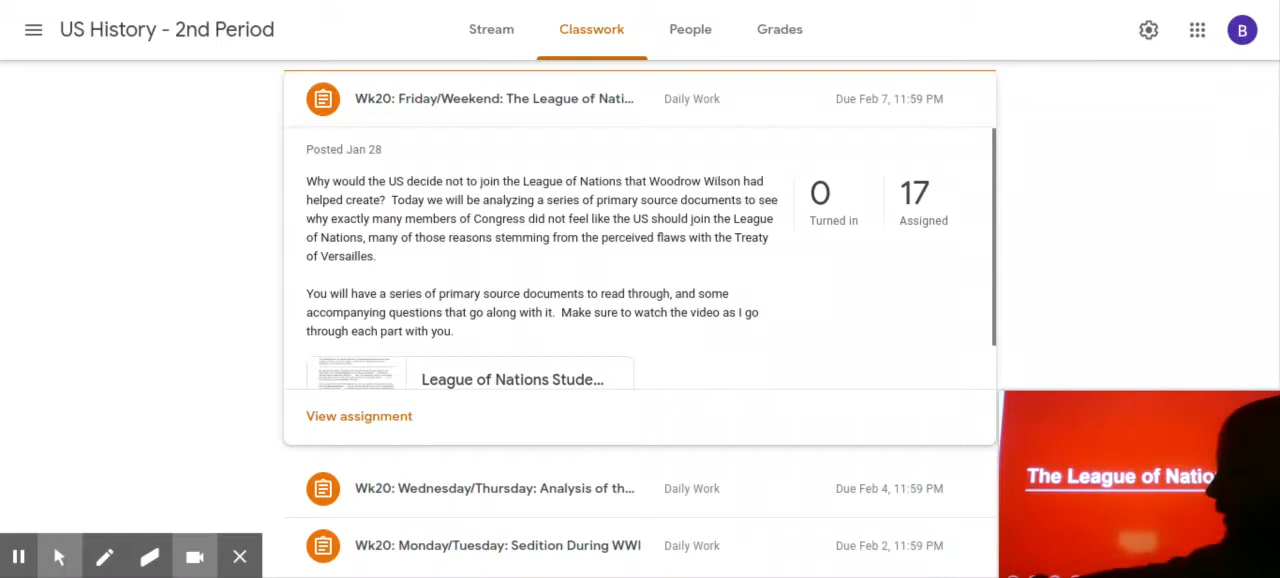 US History - 2nd Period
Stream
Classwork
People
Grades
B
Wk20: Friday/Weekend: The League of Nati...
Daily Work
Due Feb 7, 11:59 PM
Posted Jan 28
Why would the US decide not to join the League of Nations that Woodrow Wilson had
helped create? Today we will be analyzing a series of primary source documents to see
why exactly many members of Congress did not feel like the US should join the League
of Nations, many of those reasons stemming from the perceived flaws with the Treaty
of Versailles.
0
Turned in
17
Assigned
You will have a series of primary source documents to read through, and some
accompanying questions that go along with it. Make sure to watch the video as I go
through each part with you.
League of Nations Stude...
View assignment
The League of Natio
Wk20: Wednesday/Thursday: Analysis of th...
Daily Work
Due Feb 4, 11:59 PM
Wk20: Monday/Tuesday: Sedition During WWI
Daily Work
Due Feb 2, 11:59 PM